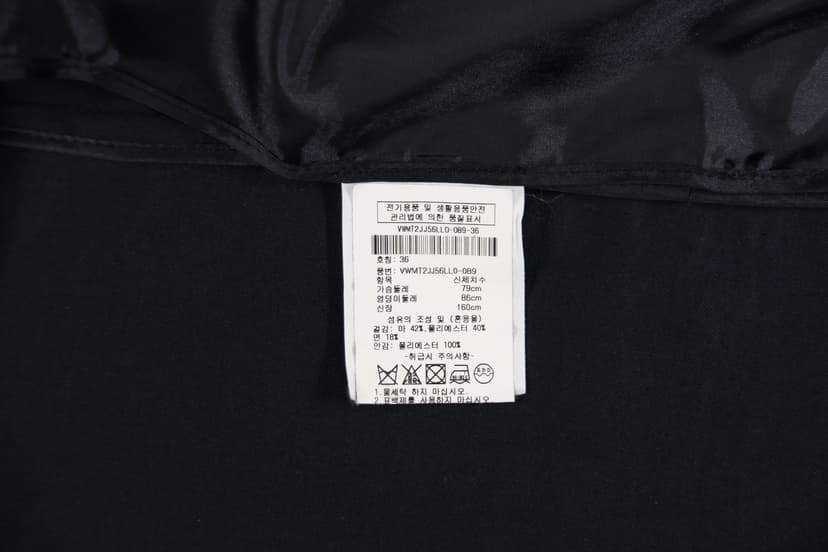 전기용품 및 생활용품안전
관리법에 의한 품질표시
VWMT2JJ56LL0-0B9-36
호칭: 36
품번: VWMT2JJ56LL0-0B9
항목 신체치수
가슴둘레 79cm
엉덩이둘레 86cm
신장 160cm
섬유의 조성 및 (혼용율)
겉감: 마 42%,폴리에스터 40%
면 18%
안감: 폴리에스터 100%
-취급시 주의사항-
1.물세탁 하지 마십시오.
2.표백제를 사용하지 마십시오